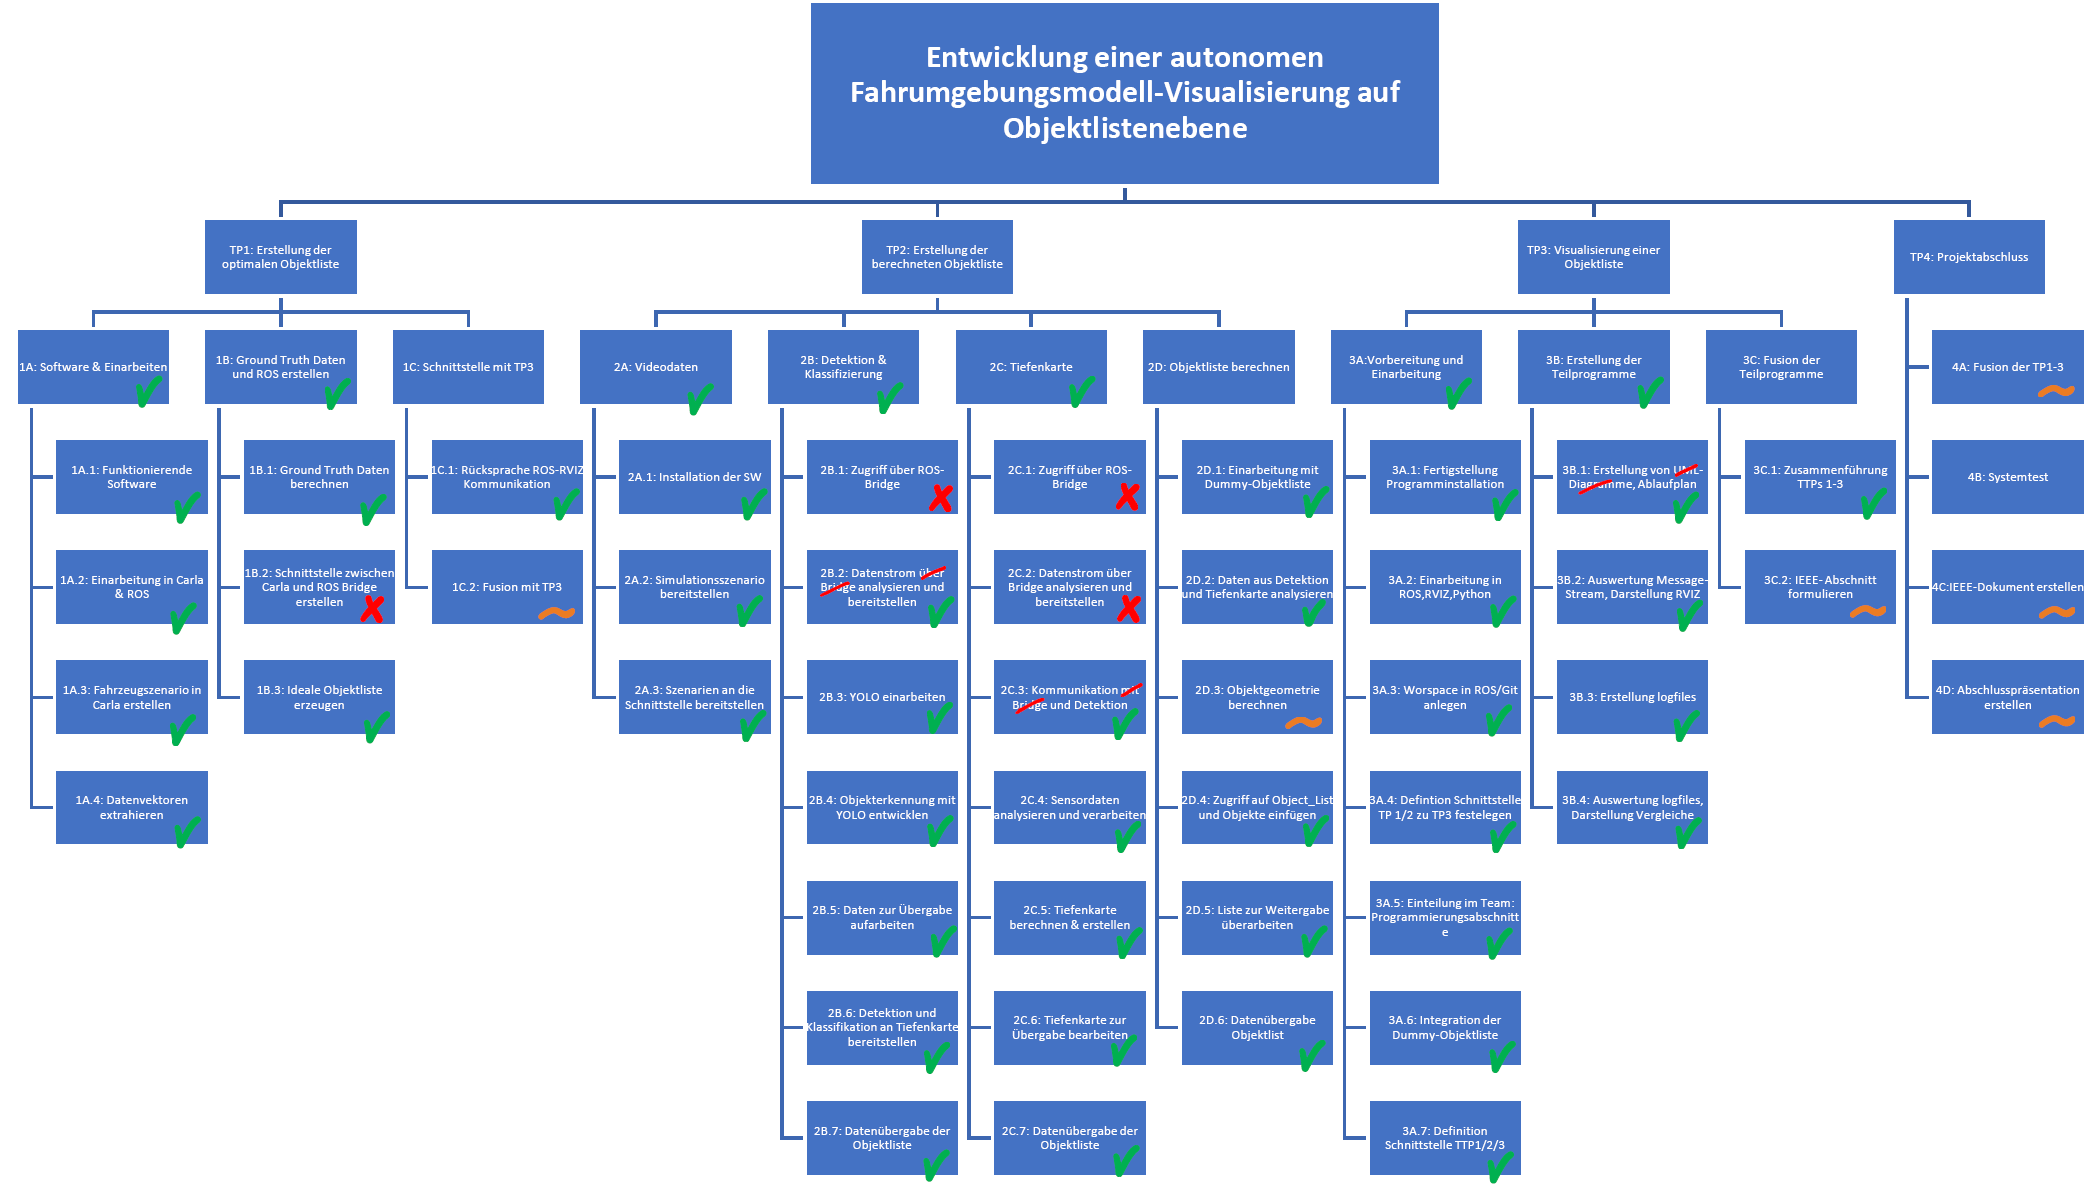 Entwicklung einer autonomen
Fahrumgebungsmodell-Visualisierung auf
Objektlistenebene
TP1: Erstellung der
optimalen Objektliste
TP2: Erstellung der
berechneten Objektliste
TP3: Visualisierung einer
Objektliste
TP4: Projektabschluss
1A: Software & Einarbeiten
1B: Ground Truth Daten
und ROS erstellen
1C: Schnittstelle mit TP3
2A: Videodaten
2B: Detektion &
Klassifizierung
2C: Tiefenkarte
2D: Objektliste berechnen
3A:Vorbereitung und
Einarbeitung
3B: Erstellung der
Teilprogramme
3C: Fusion der
Teilprogramme
4A: Fusion der TP1-3
1A.1: Funktionierende
Software
1B.1: Ground Truth Daten
berechnen
1C.1: Rücksprache ROS-RVIZ
Kommunikation
2A.1: Installation der SW
2B.1: Zugriff über ROS-
Bridge
2C.1: Zugriff über ROS-
Bridge
2D.1: Einarbeitung mit
Dummy-Objektliste
3A.1: Fertigstellung
Programminstallation
3B.1: Erstellung von UML-
Diagramme, Ablaufplan
3C.1: Zusammenführung
TTPs 1-3
4B: Systemtest
1A.2: Einarbeitung in Carla
& ROS
1B.2: Schnittstelle zwischen
Carla und ROS Bridge
erstellen
1C.2: Fusion mit TP3
2A.2: Simulationsszenario
bereitstellen
2B.2: Datenstrom über
Bridge analysieren und
bereitstellen
2C.2: Datenstrom über
Bridge analysieren und
bereitstellen
2D.2: Daten aus Detektion
und Tiefenkarte analysieren
3A.2: Einarbeitung in
ROS,RVIZ,Python
3B.2: Auswertung Message-
Stream, Darstellung RVIZ
3C.2: IEEE-Abschnitt
formulieren
4C:IEEE-Dokument erstellen
1A.3: Fahrzeugszenario in
Carla erstellen
1B.3: Ideale Objektliste
erzeugen
2A.3: Szenarien an die
Schnittstelle bereitstellen
2B.3: YOLO einarbeiten
2C.3: Kommunikation mit
Bridge und Detektion
2D.3: Objektgeometrie
berechnen
3A.3: Worspace in ROS/Git
anlegen
3B.3: Erstellung logfiles
4D: Abschlusspräsentation
erstellen
1A.4: Datenvektoren
extrahieren
2B.4: Objekterkennung mit
YOLO entwicklen
2C.4: Sensordaten
analysieren und verarbeiten
2D.4: Zugriff auf Object_List
und Objekte einfügen
3A.4: Defintion Schnittstelle
TP 1/2 zu TP3 festelegen
3B.4: Auswertung logfiles,
Darstellung Vergleiche
2B.5: Daten zur Übergabe
aufarbeiten
2C.5: Tiefenkarte
berechnen & erstellen
2D.5: Liste zur Weitergabe
überarbeiten
3A.5: Einteilung im Team:
Programmierungsabschnitt
e
2B.6: Detektion und
Klassifikation an Tiefenkarte
bereitstellen
2C.6: Tiefenkarte zur
Übergabe bearbeiten
2D.6: Datenübergabe
Objektlist
3A.6: Integration der
Dummy-Objektliste
2B.7: Datenübergabe der
Objektliste
2C.7: Datenübergabe der
Objektliste
3A.7: Definition
Schnittstelle TTP1/2/3